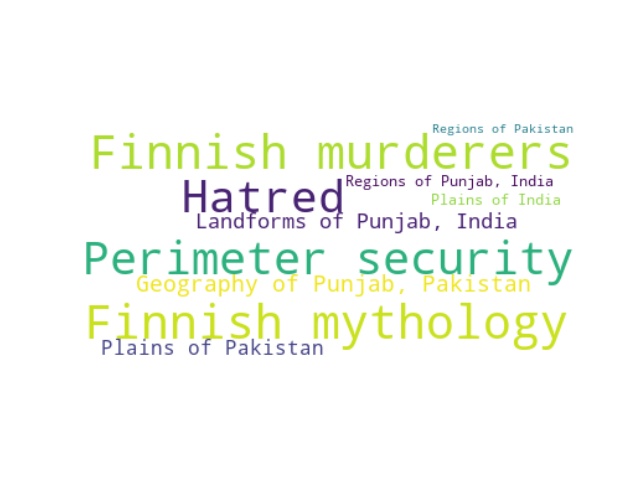 Regions of Pakistan
Finnish murderers
Regions of Punjab, India
Hatred
Plains of India
Landforms of Punjab, India
Perimeter security
Geography of Punjab, Pakistan
Finnish mythology
Plains of Pakistan